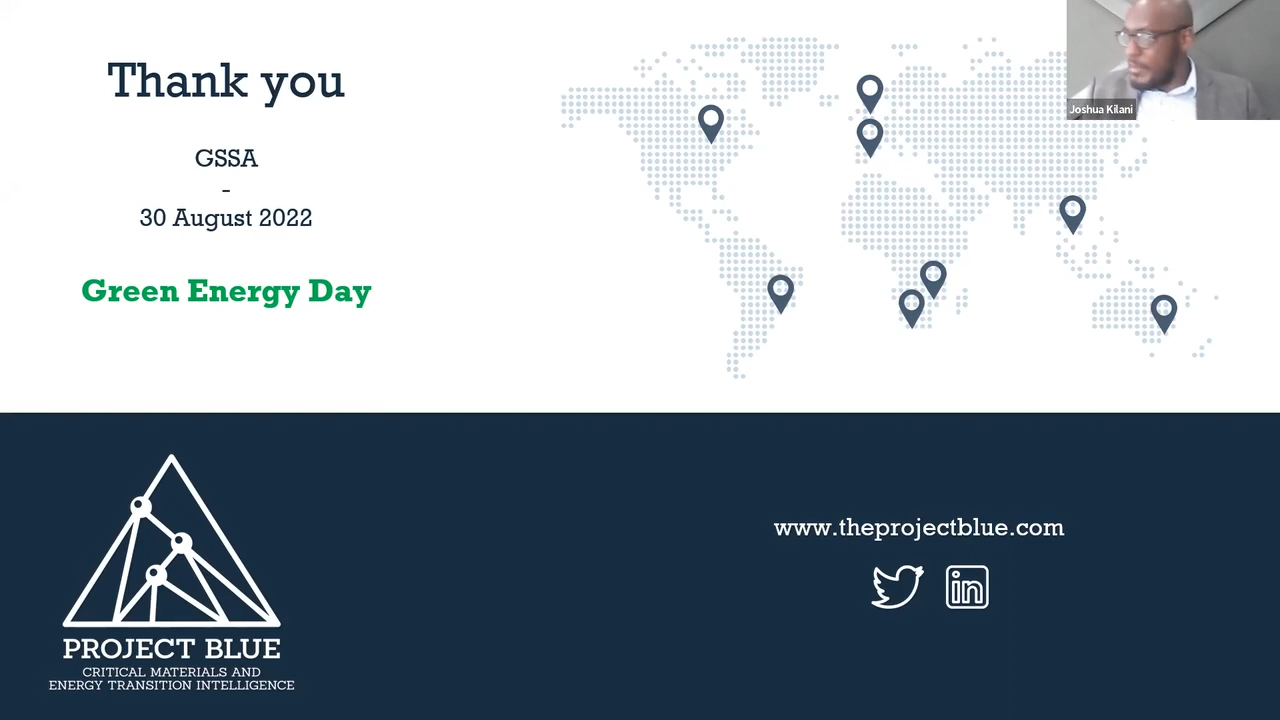 Thank you
GSSA
-
30 August 2022
Green Energy Day
Joshua Kilani
www.theprojectblue.com
in
PROJECT BLUE
CRITICAL MATERIALS AND
ENERGY TRANSITION INTELLIGENCE